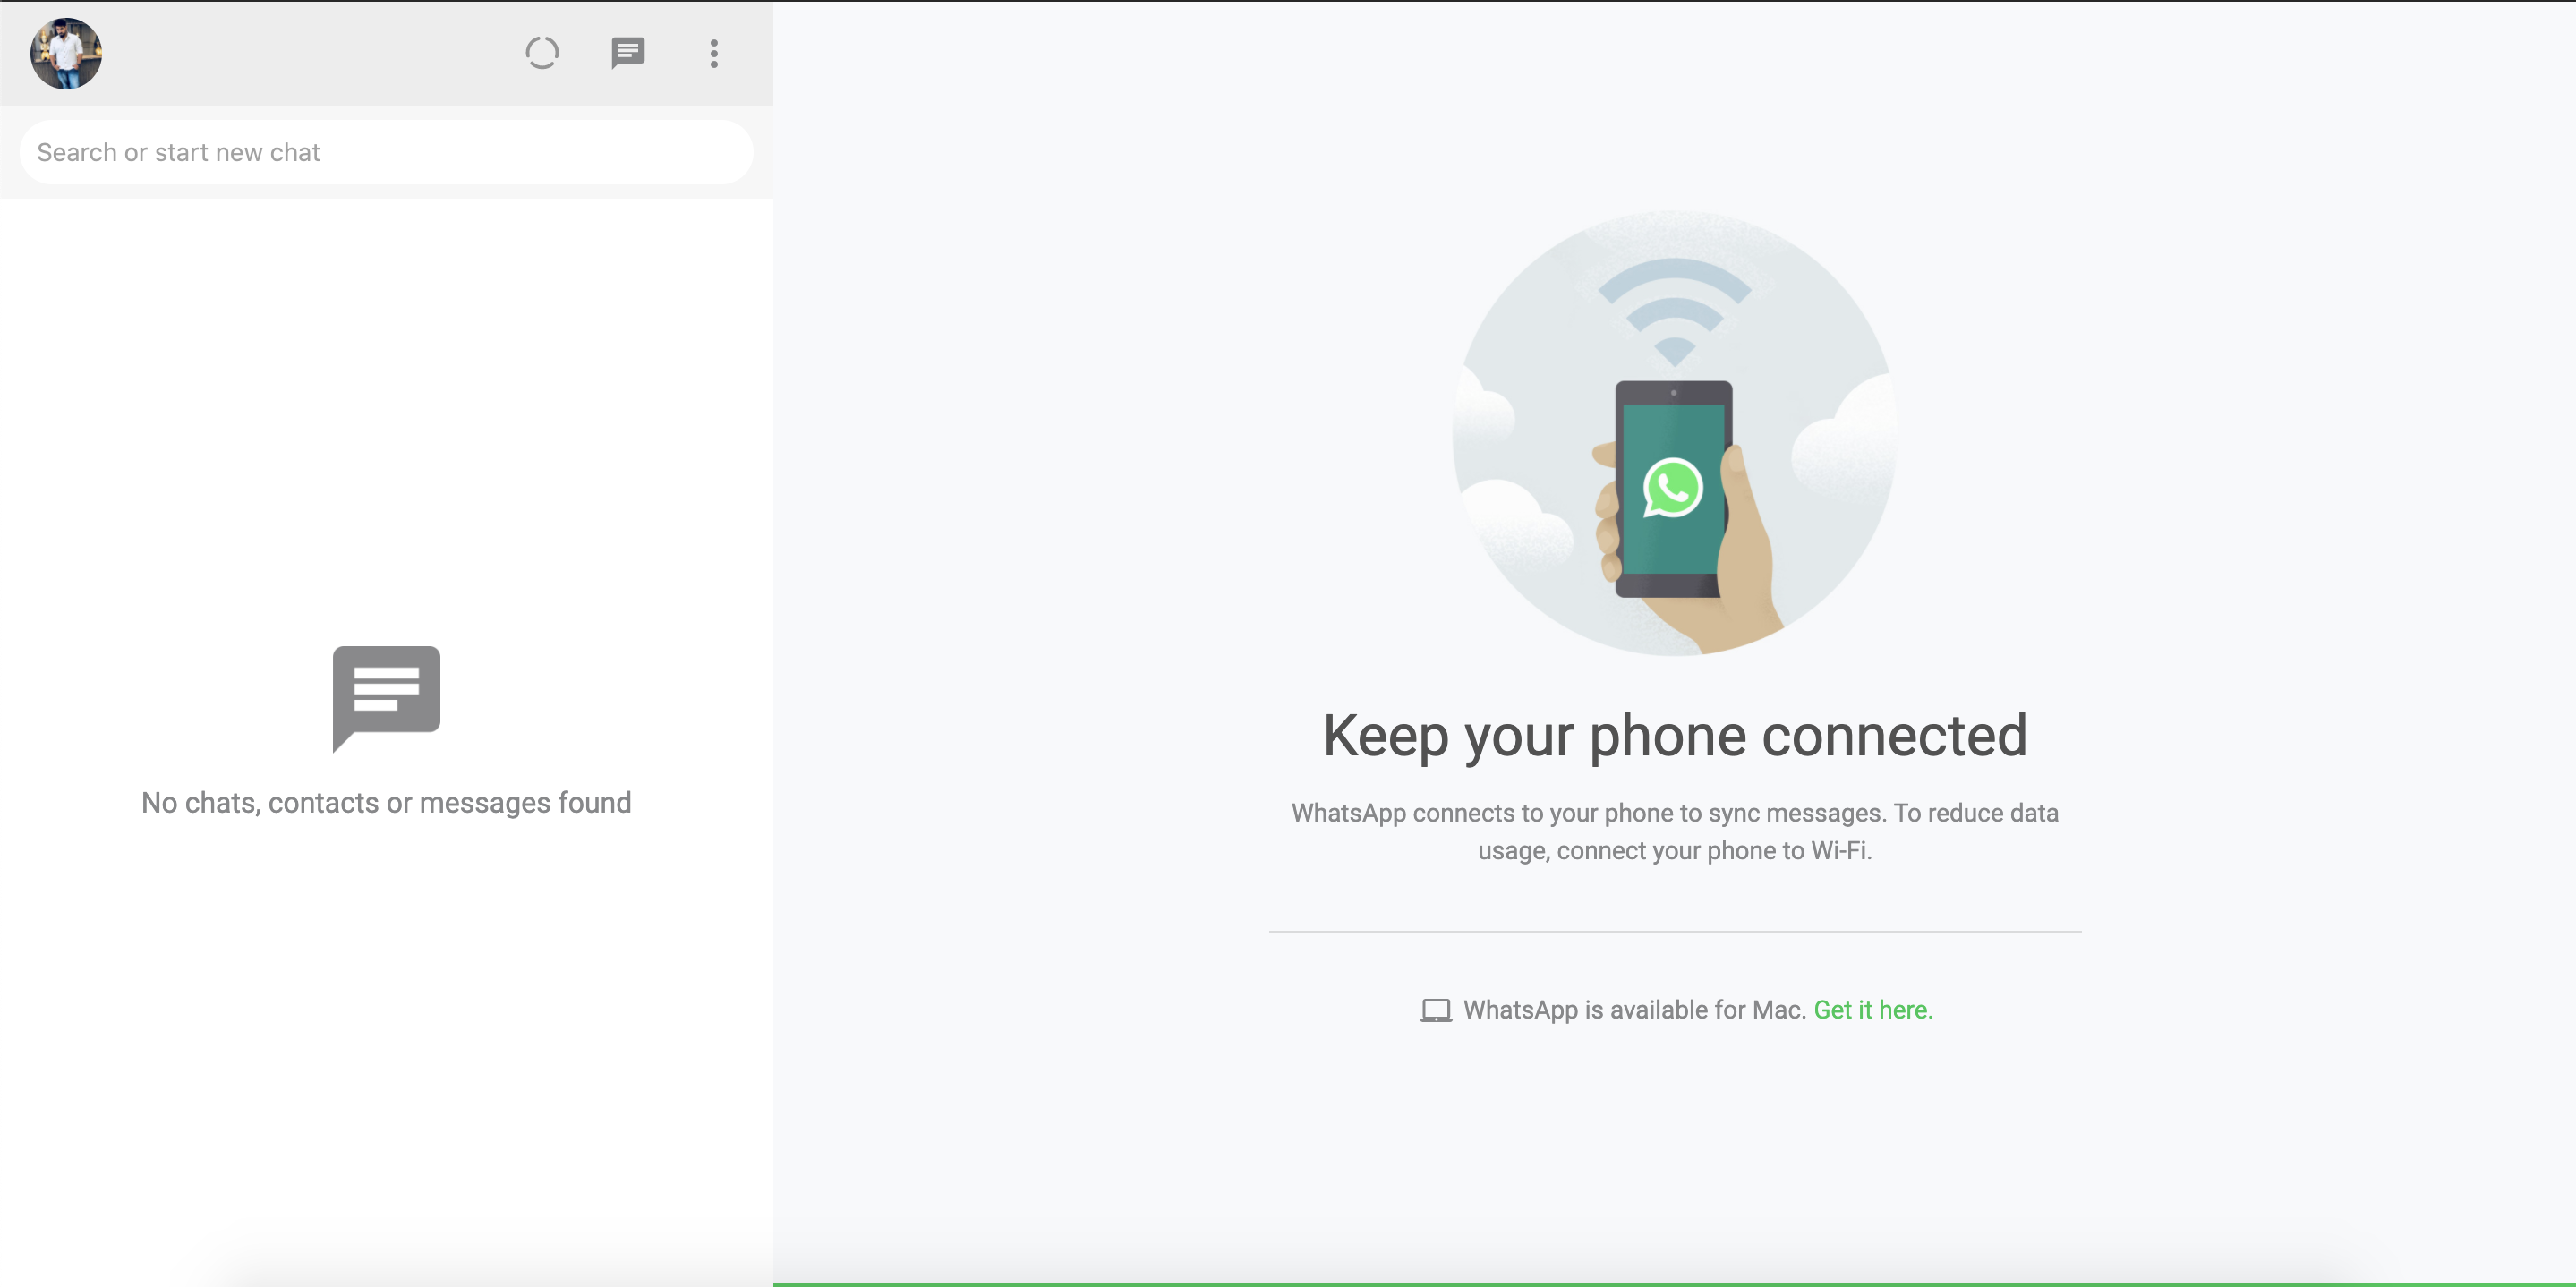 Search or start new chat
No chats, contacts or messages found
Keep your phone connected
WhatsApp connects to your phone to sync messages. To reduce data
usage, connect your phone to Wi-Fi.
WhatsApp is available for Mac. Get it here.